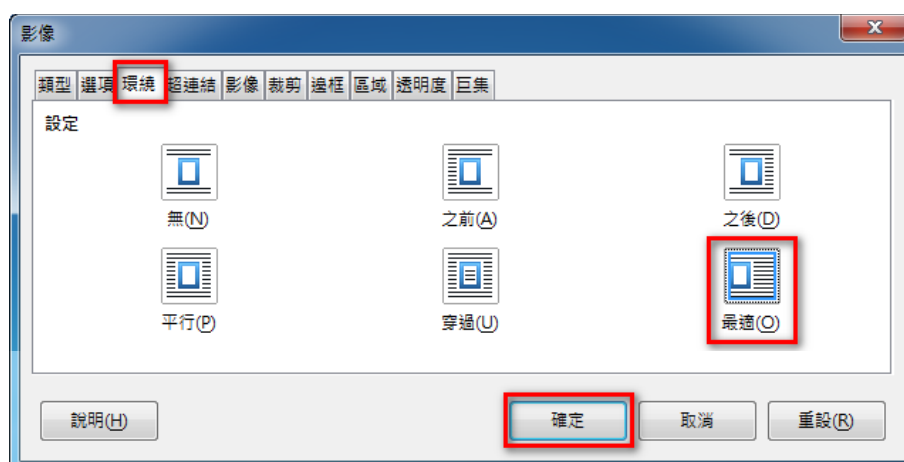 影像
類型 選項 環繞 超連結 影像 裁剪 邊框 區域 透明度 巨集
設定
無(N) 之前(A) 之後(D)
平行(P) 穿過(U) 最適(O)
說明(H) 確定 取消 重設(R)